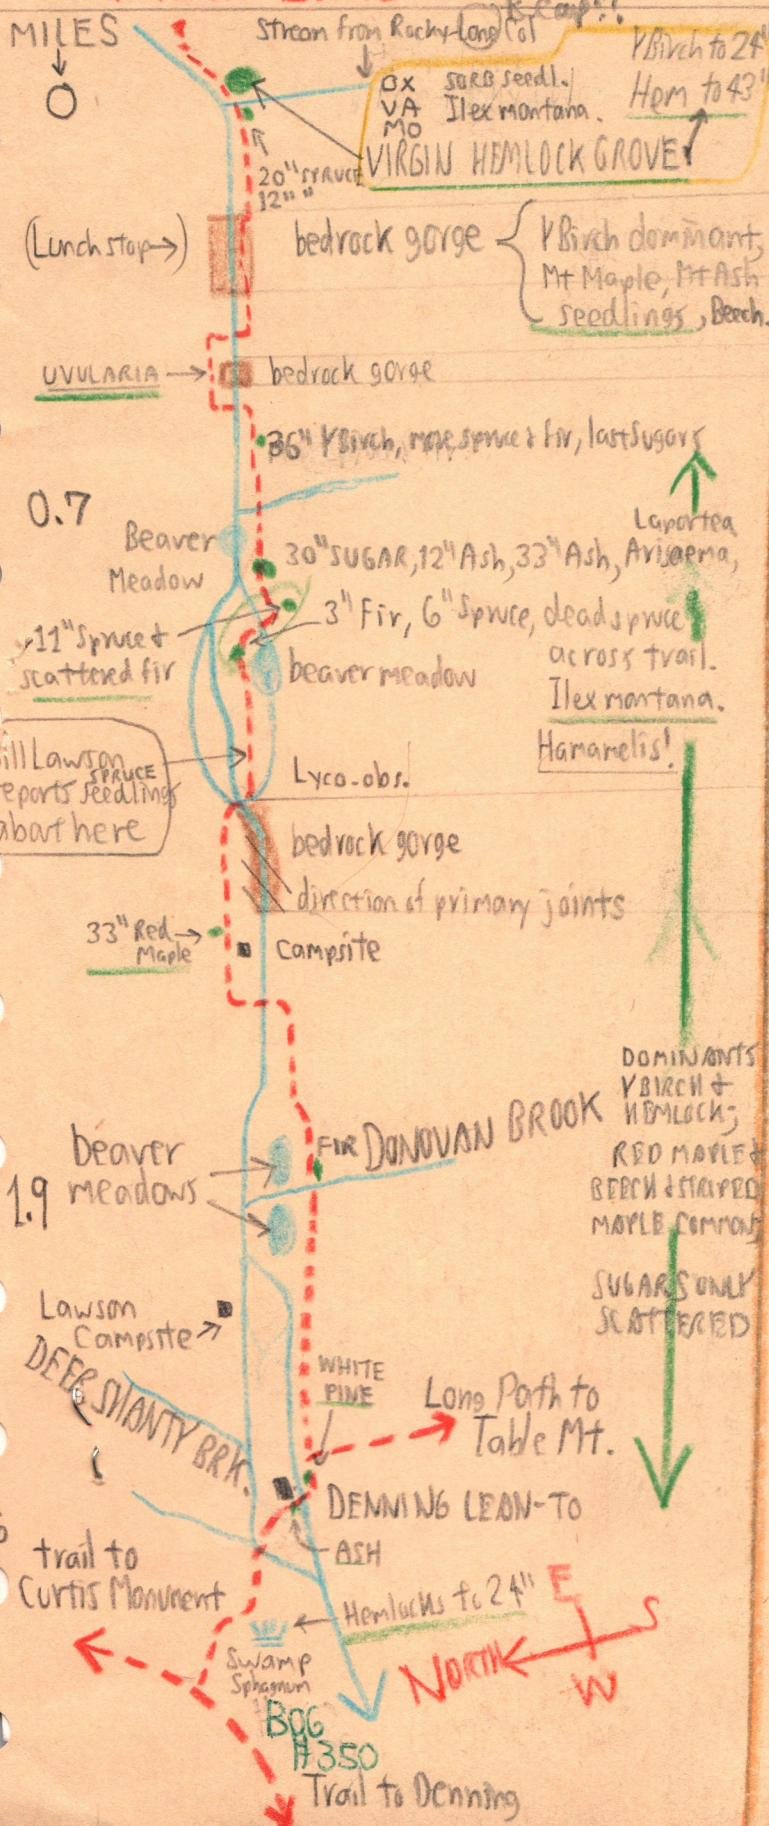 MILES
0
Stream from Rocky-Long Col
YBirch to 24"
Hem to 43"
OX SORB seedl.
VA Ilex montana.
MO
VIRGIN HEMLOCK GROVE
20" SPRUCE
12" "
(Lunch stop→)
bedrock gorge
YBirch dominant,
Mt Maple, Mt Ash
seedlings, Beech.
UVULARIA →
bedrock gorge
36" YBirch, more spruce & fir, last Sugars
0.7
Beaver
Meadow
Laportea
30" SUGAR, 12" Ash, 33" Ash, Arisaema,
3" Fir, 6" Spruce, dead spruce
across trail.
Ilex montana.
Hamamelis!
11" Spruce &
scattered fir
beaver meadow
ill Lawson
SPRUCE
eports seedlings
about here
Lyco-obs.
bedrock gorge
direction of primary joints
33" Red
Maple
campsite
DOMINANTS
YBIRCH &
HEMLOCK;
RED MAPLE &
BEECH & STRIPED
MAPLE COMMON;
SUGARS ONLY
SCATTERED
FIR
DONOVAN BROOK
beaver
meadows
1.9
Lawson
Campsite
DEER SHANTY BRK.
WHITE
PINE
Long Path to
Table Mt.
DENNING LEAN-TO
ASH
trail to
Curtis Monument
Hemlocks to 24"
E
S
NORTH
W
Swamp
Sphagnum
BOG
#350
Trail to Denning